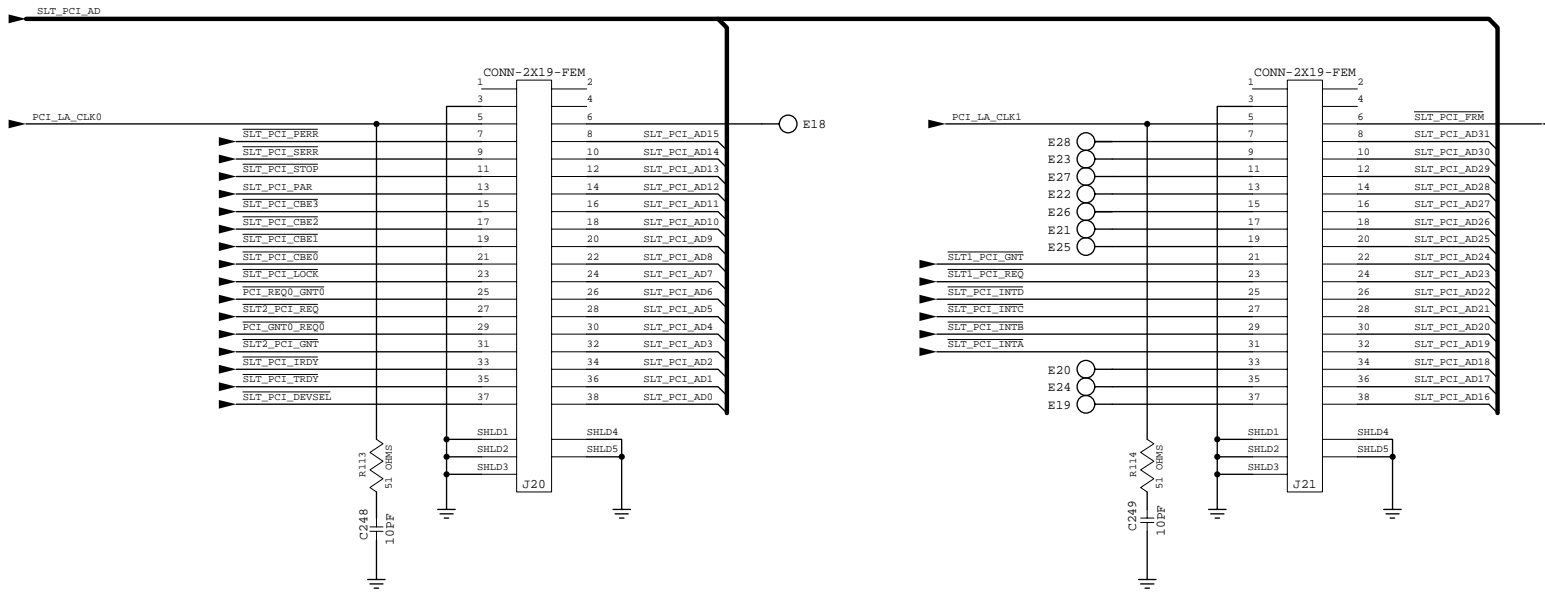 SLT_PCI_AD
CONN-2X19-FEM CONN-2X19-FEM
1 2 1 2
3 4 3 4
PCI_LA_CLK0 5 6 E18 PCI_LA_CLK1 5 6 SLT_PCI_FRM
SLT_PCI_PERR 7 8 SLT_PCI_AD15 E28 7 8 SLT_PCI_AD31
SLT_PCI_SERR 9 10 SLT_PCI_AD14 E23 9 10 SLT_PCI_AD30
SLT_PCI_STOP 11 12 SLT_PCI_AD13 E27 11 12 SLT_PCI_AD29
SLT_PCI_PAR 13 14 SLT_PCI_AD12 E22 13 14 SLT_PCI_AD28
SLT_PCI_CBE3 15 16 SLT_PCI_AD11 E26 15 16 SLT_PCI_AD27
SLT_PCI_CBE2 17 18 SLT_PCI_AD10 E21 17 18 SLT_PCI_AD26
SLT_PCI_CBE1 19 20 SLT_PCI_AD9 E25 19 20 SLT_PCI_AD25
SLT_PCI_CBE0 21 22 SLT_PCI_AD8 SLT1_PCI_GNT 21 22 SLT_PCI_AD24
SLT_PCI_LOCK 23 24 SLT_PCI_AD7 SLT1_PCI_REQ 23 24 SLT_PCI_AD23
PCI_REQ0_GNT0 25 26 SLT_PCI_AD6 SLT_PCI_INTD 25 26 SLT_PCI_AD22
SLT2_PCI_REQ 27 28 SLT_PCI_AD5 SLT_PCI_INTC 27 28 SLT_PCI_AD21
PCI_GNT0_REQ0 29 30 SLT_PCI_AD4 SLT_PCI_INTB 29 30 SLT_PCI_AD20
SLT2_PCI_GNT 31 32 SLT_PCI_AD3 SLT_PCI_INTA 31 32 SLT_PCI_AD19
SLT_PCI_IRDY 33 34 SLT_PCI_AD2 E20 33 34 SLT_PCI_AD18
SLT_PCI_TRDY 35 36 SLT_PCI_AD1 E24 35 36 SLT_PCI_AD17
SLT_PCI_DEVSEL 37 38 SLT_PCI_AD0 E19 37 38 SLT_PCI_AD16
SHLD1 SHLD4 SHLD1 SHLD4
SHLD2 SHLD5 SHLD2 SHLD5
SHLD3 SHLD3
R113 51 OHMS J20 R114 51 OHMS J21
C248 10PF C249 10PF